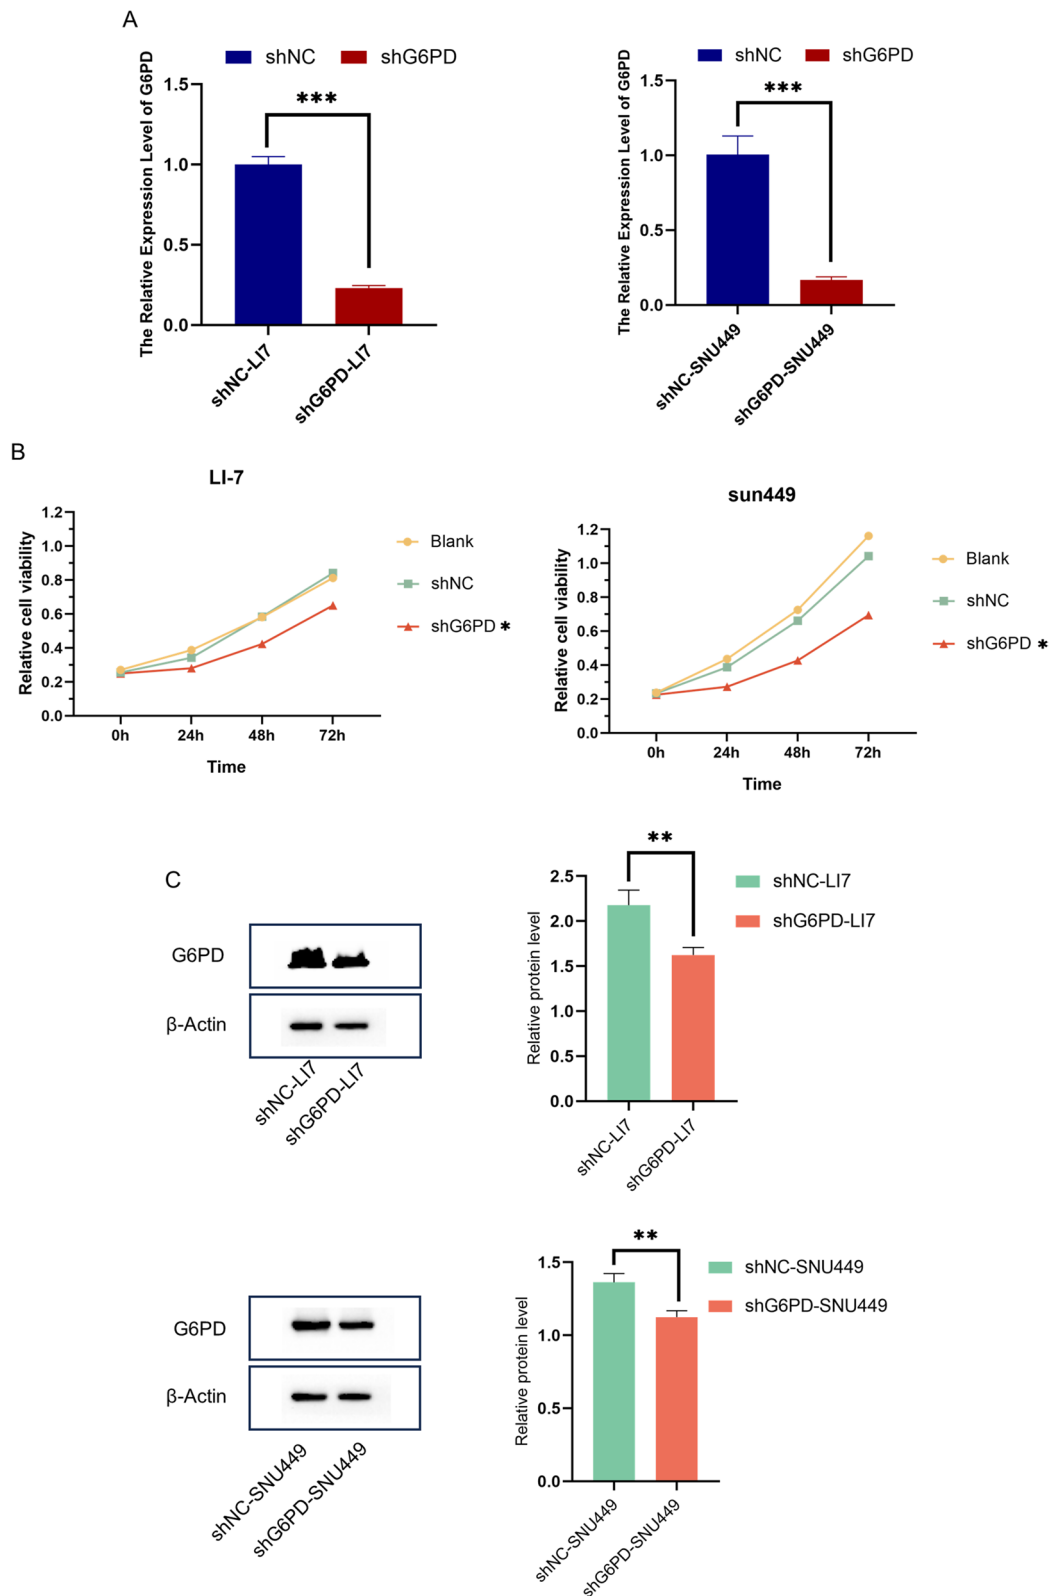 A
shNC shG6PD
The Relative Expression Level of G6PD
1.5
1.0
0.5
0.0
***
shNC-LI7
shG6PD-LI7
shNC shG6PD
The Relative Expression Level of G6PD
1.5
1.0
0.5
0.0
***
shNC-SNU449
shG6PD-SNU449
B
LI-7
Relative cell viability
1.2
1.0
0.8
0.6
0.4
0.2
0.0
0h 24h 48h 72h
Time
Blank
shNC
shG6PD *
sun449
Relative cell viability
1.2
1.0
0.8
0.6
0.4
0.2
0.0
0h 24h 48h 72h
Time
Blank
shNC
shG6PD *
C
G6PD
β-Actin
shNC-LI7
shG6PD-LI7
Relative protein level
2.5
2.0
1.5
1.0
0.5
0.0
**
shNC-LI7
shG6PD-LI7
shNC-LI7
shG6PD-LI7
G6PD
β-Actin
shNC-SNU449
shG6PD-SNU449
Relative protein level
1.5
1.0
0.5
0.0
**
shNC-SNU449
shG6PD-SNU449
shNC-SNU449
shG6PD-SNU449